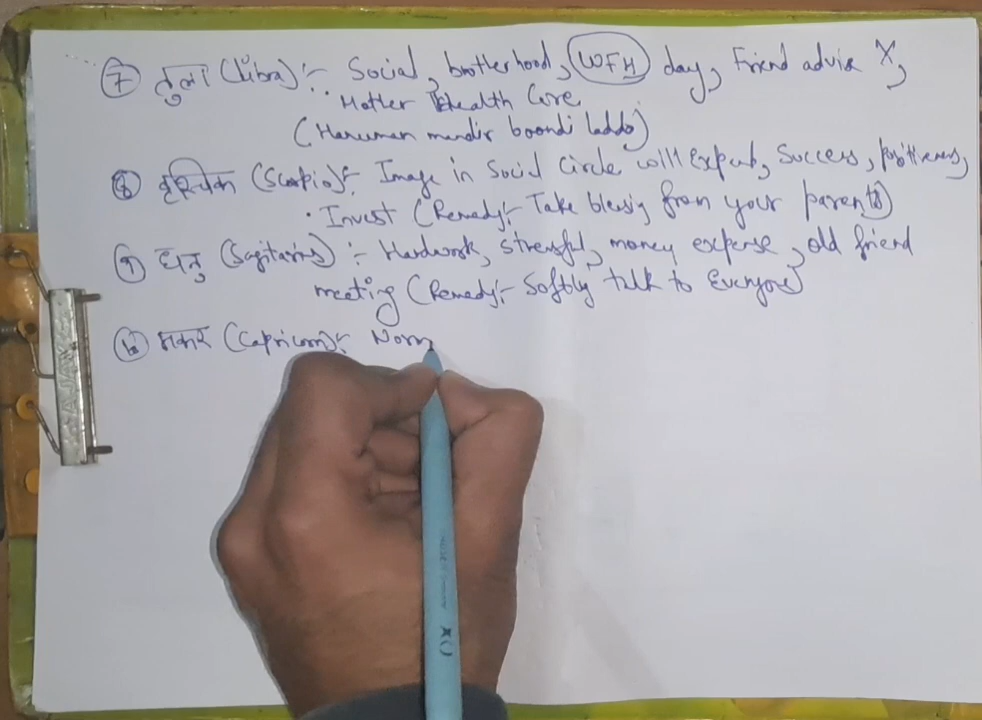 7 तुला (Libra) :- Social, brotherhood, WFH day, Friend advice X,
Mother Health Care
(Hanuman mandir boondi laddo)
8 वृश्चिक (Scorpio) :- Image in Social Circle will Expand, Success, positiveness,
• Invest (Remedy :- Take blessing from your parents)
9 धनु (Sagitarius) :- Hardwork, stressful, money expense, old friend
meeting (Remedy :- Softly talk to Everyone)
10 मकर (Capricorn) :- Norm